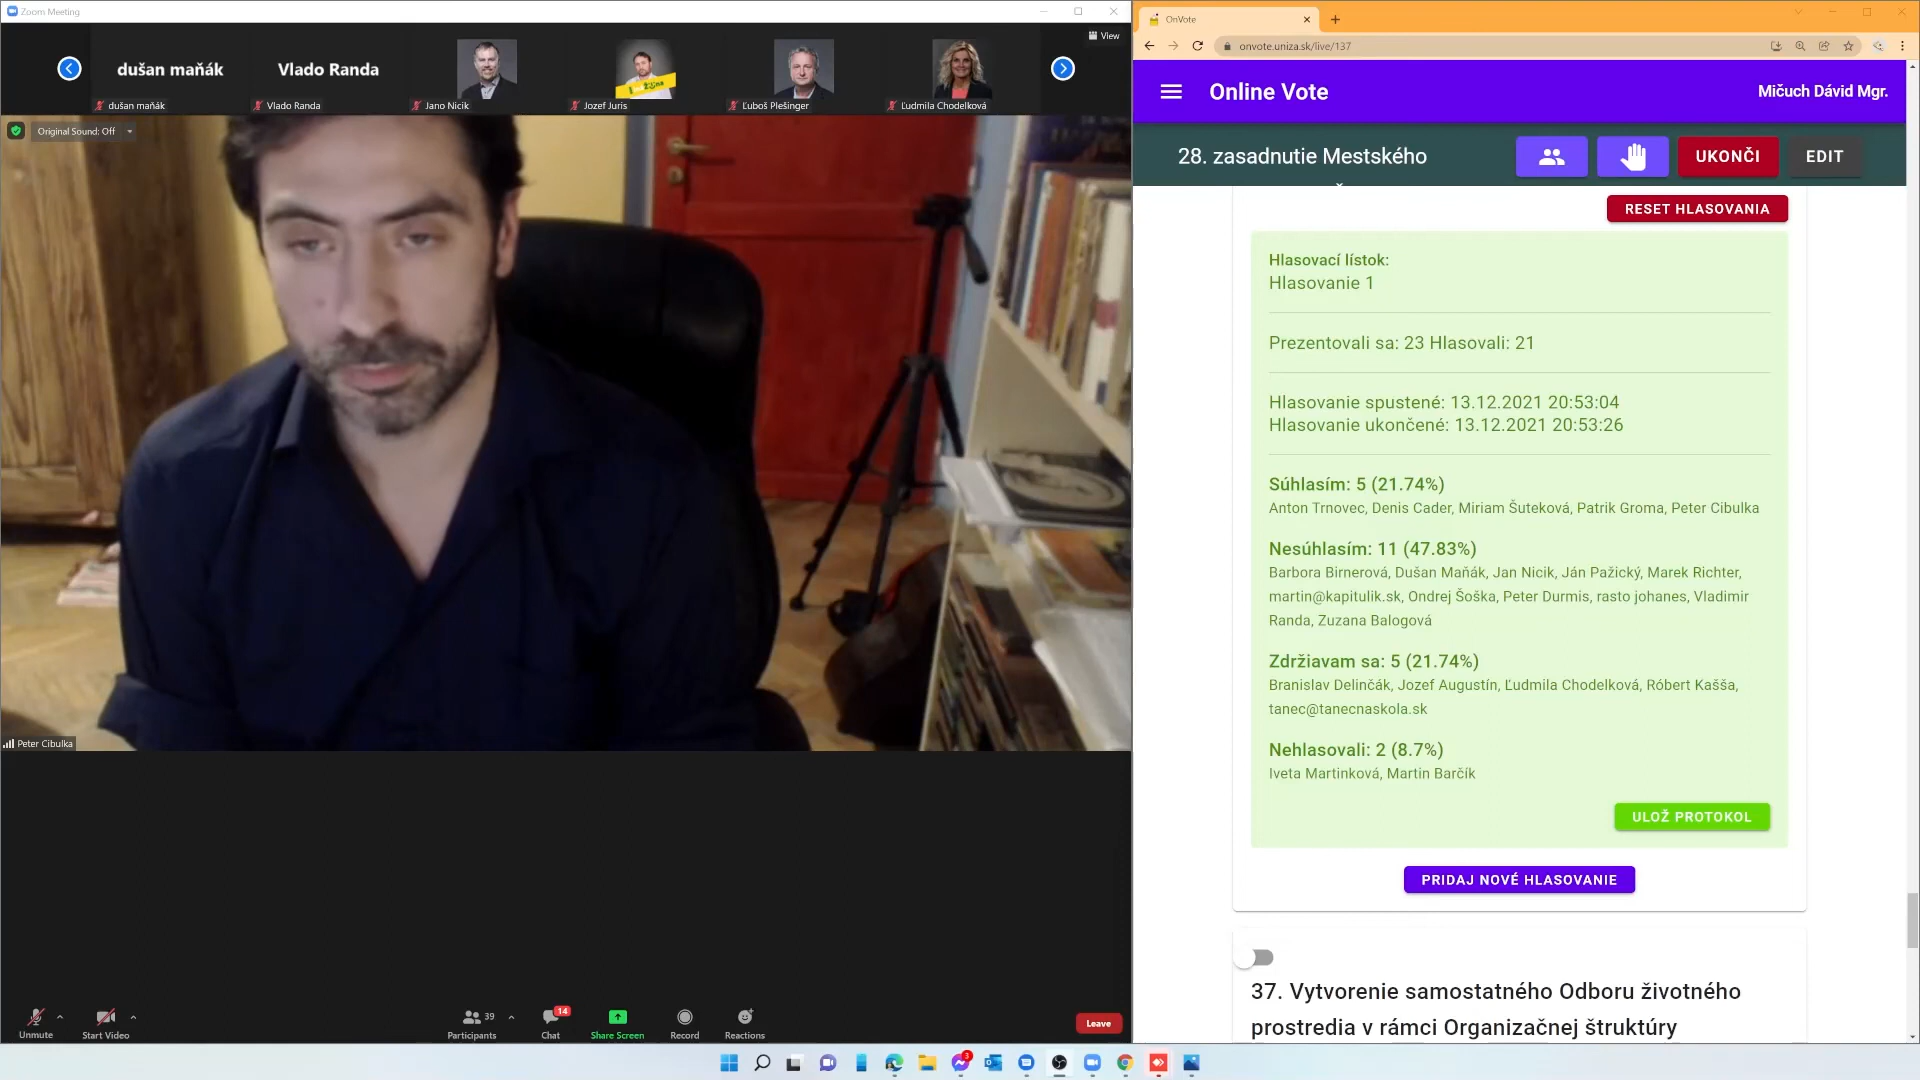 Zoom Meeting
View
dušan maňák
Vlado Randa
dušan maňák
Vlado Randa
Jano Nicik
Jozef Juris
Ľuboš Plešinger
Ľudmila Chodelková
Original Sound: Off
Peter Cibulka
Unmute
Start Video
39
Participants
14
Chat
Share Screen
Record
Reactions
Leave
OnVote
onvote.uniza.sk/live/137
Online Vote
Mičuch Dávid Mgr.
28. zasadnutie Mestského
UKONČI
EDIT
RESET HLASOVANIA
Hlasovací lístok:
Hlasovanie 1
Prezentovali sa: 23 Hlasovali: 21
Hlasovanie spustené: 13.12.2021 20:53:04
Hlasovanie ukončené: 13.12.2021 20:53:26
Súhlasím: 5 (21.74%)
Anton Trnovec, Denis Cader, Miriam Šuteková, Patrik Groma, Peter Cibulka
Nesúhlasím: 11 (47.83%)
Barbora Birnerová, Dušan Maňák, Jan Nicik, Ján Pažický, Marek Richter,
martin@kapitulik.sk, Ondrej Šoška, Peter Durmis, rasto johanes, Vladimir
Randa, Zuzana Balogová
Zdržiavam sa: 5 (21.74%)
Branislav Delinčák, Jozef Augustín, Ľudmila Chodelková, Róbert Kašša,
tanec@tanecnaskola.sk
Nehlasovali: 2 (8.7%)
Iveta Martinková, Martin Barčík
ULOŽ PROTOKOL
PRIDAJ NOVÉ HLASOVANIE
37. Vytvorenie samostatného Odboru životného
prostredia v rámci Organizačnej štruktúry
3